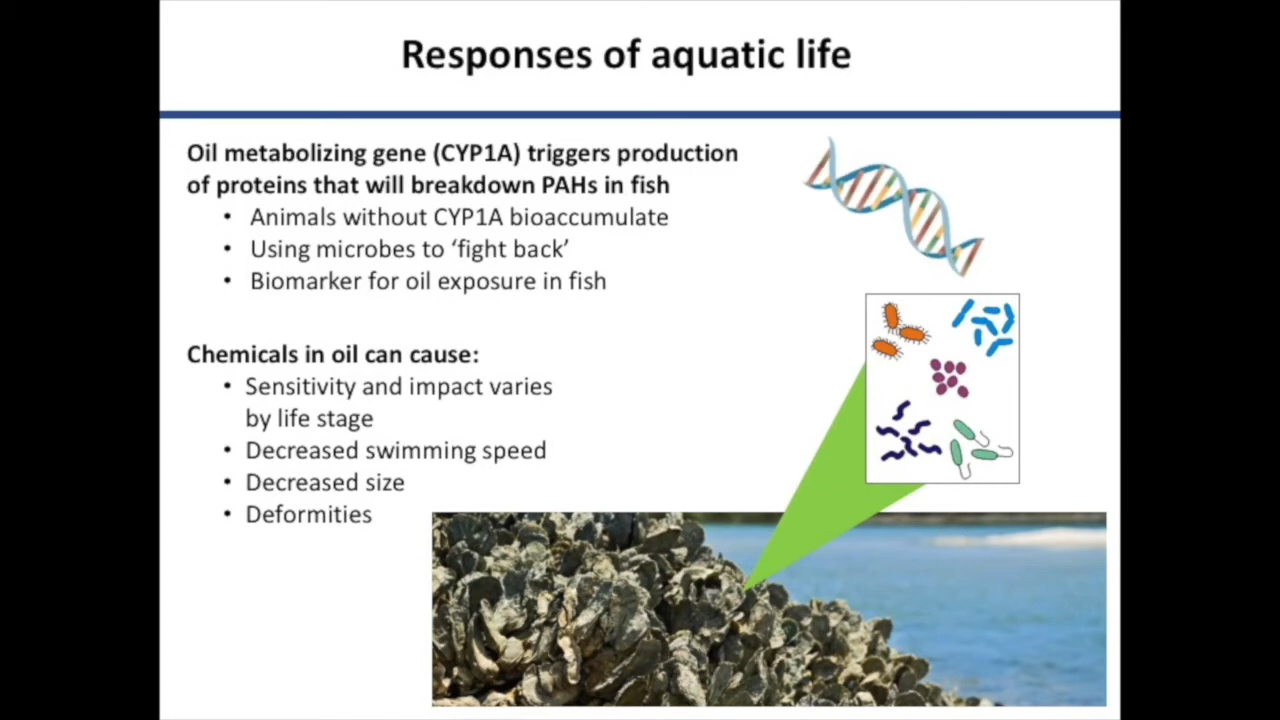 Responses of aquatic life
Oil metabolizing gene (CYP1A) triggers production
of proteins that will breakdown PAHs in fish
• Animals without CYP1A bioaccumulate
• Using microbes to ‘fight back’
• Biomarker for oil exposure in fish
Chemicals in oil can cause:
• Sensitivity and impact varies
by life stage
• Decreased swimming speed
• Decreased size
• Deformities